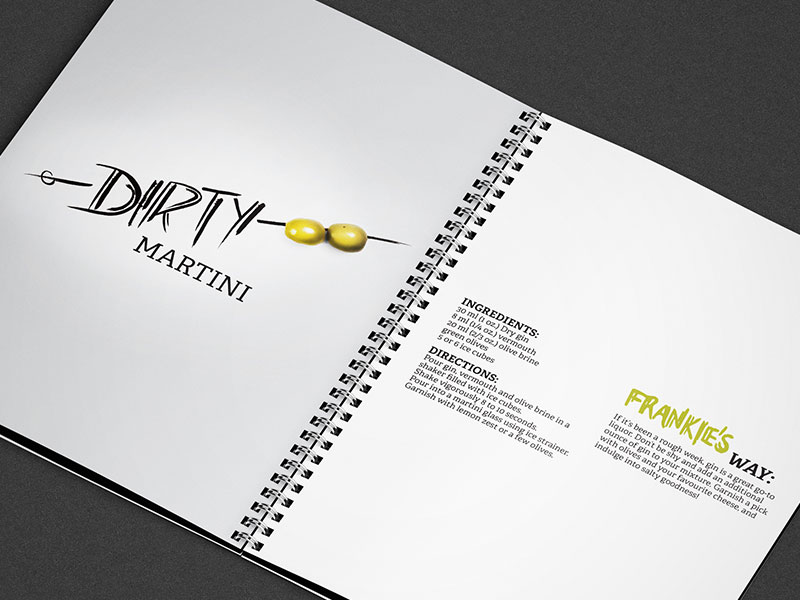 DIRTY
MARTINI
INGREDIENTS:
30 ml (1 oz.) Dry gin
8 ml (1/4 oz.) vermouth
20 ml (2/3 oz.) olive brine
green olives
5 or 6 ice cubes
DIRECTIONS:
Pour gin, vermouth and olive brine in a
shaker filled with ice cubes.
Shake vigorously 8 to 10 seconds.
Pour into a martini glass using ice strainer.
Garnish with lemon zest or a few olives.
FRANKIE'S WAY:
If it's been a rough week, gin is a great go-to
liquor. Don't be shy and add an additional
ounce of gin to your mixture. Garnish a pick
with olives and your favourite cheese, and
indulge into salty goodness!